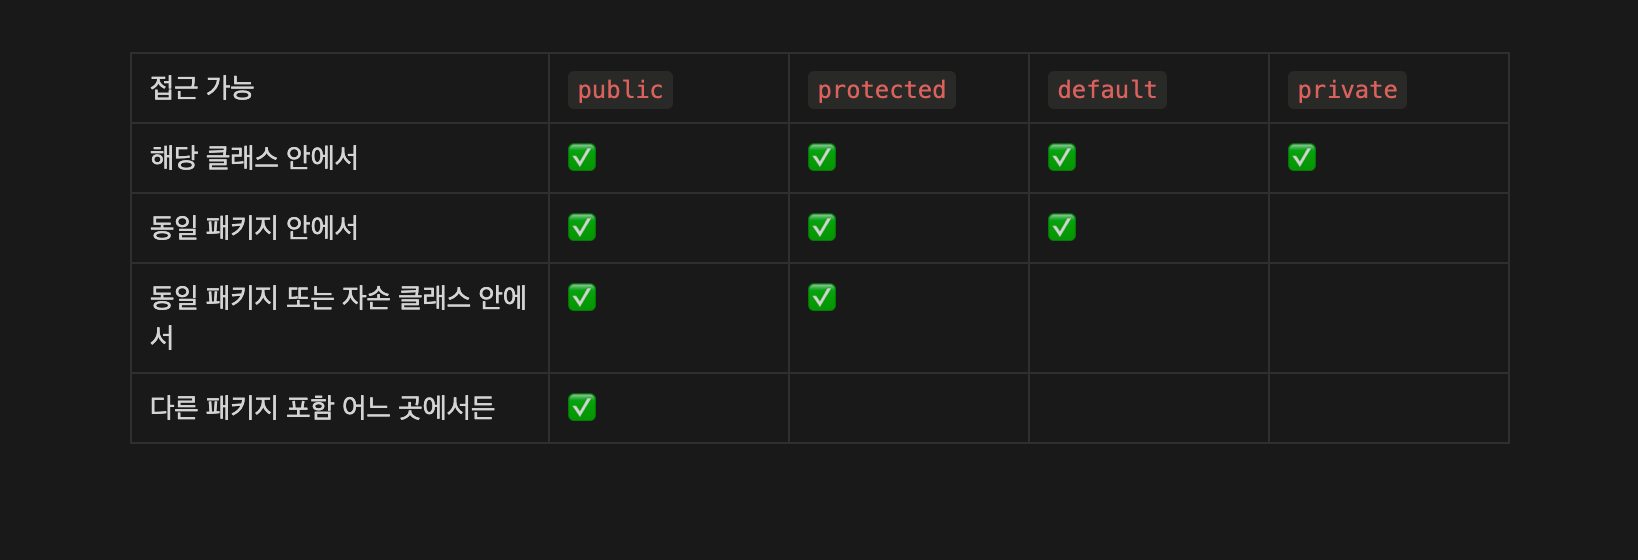 접근 가능 public protected default private
해당 클래스 안에서 ✅ ✅ ✅ ✅
동일 패키지 안에서 ✅ ✅ ✅
동일 패키지 또는 자손 클래스 안에 ✅ ✅
서
다른 패키지 포함 어느 곳에서든 ✅